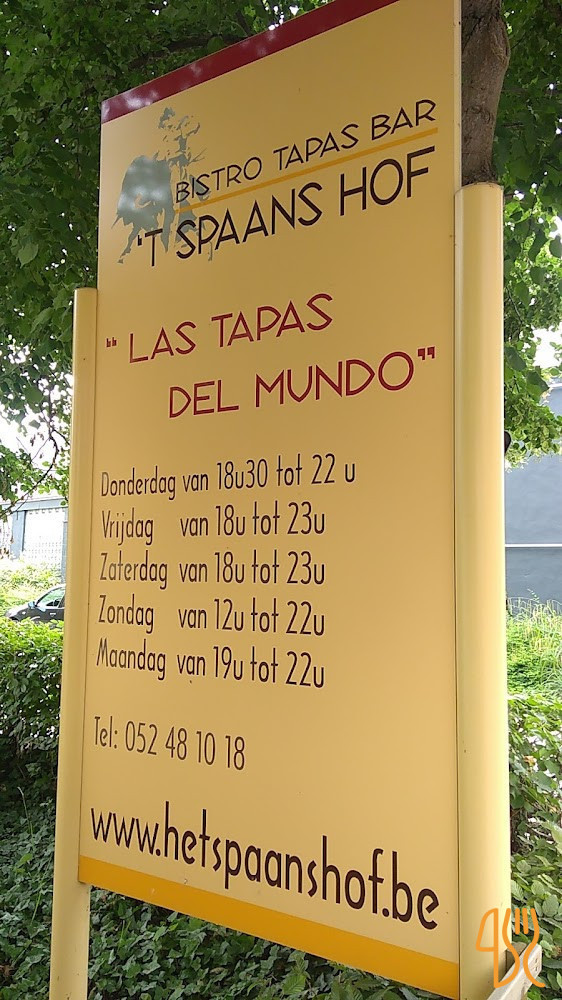 BISTRO TAPAS BAR
'T SPAANS HOF
"LAS TAPAS
DEL MUNDO"
Donderdag van 18u30 tot 22 u
Vrijdag van 18u tot 23u
Zaterdag van 18u tot 23u
Zondag van 12u tot 22u
Maandag van 19u tot 22u
Tel: 052 48 10 18
www.hetspaanshof.be